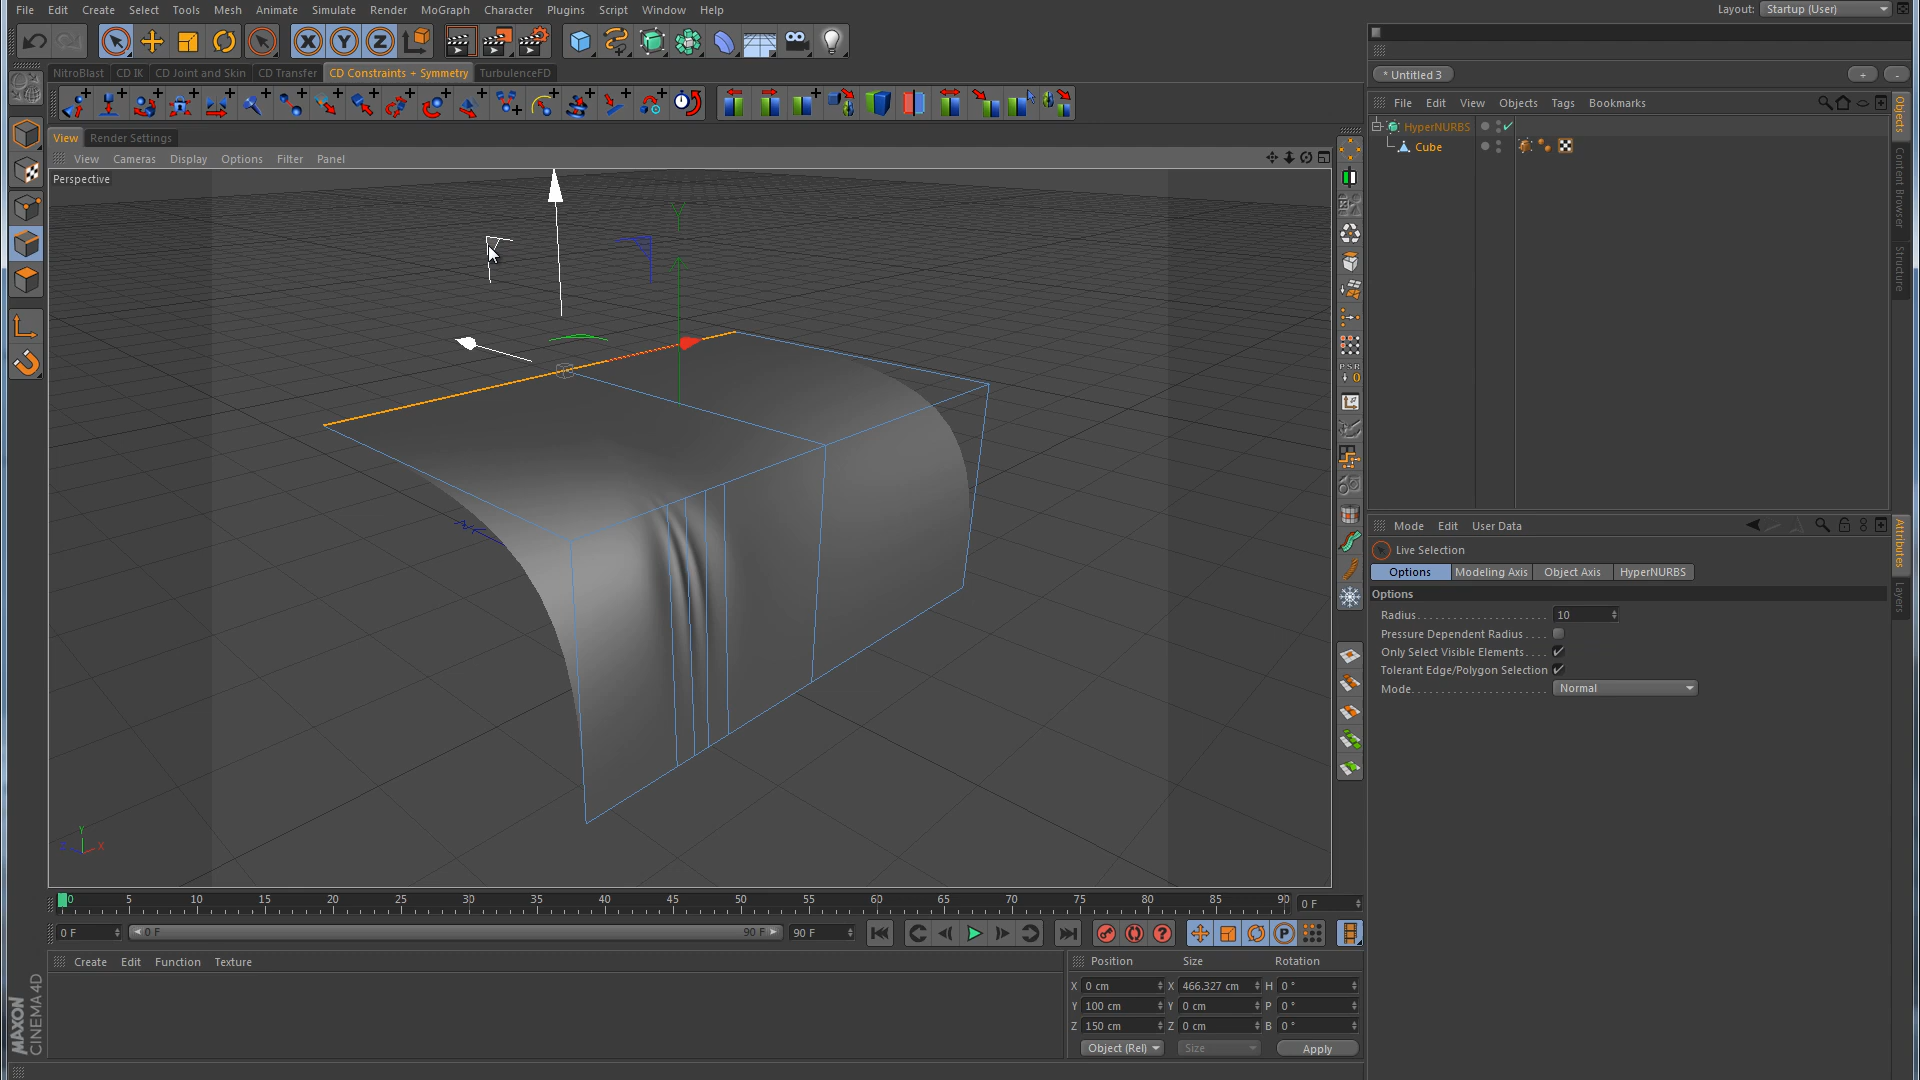 File Edit Create Select Tools Mesh Animate Simulate Render MoGraph Character Plugins Script Window Help
Layout: Startup (User)
NitroBlast CD IK CD Joint and Skin CD Transfer CD Constraints + Symmetry TurbulenceFD
* Untitled 3
+ -
File Edit View Objects Tags Bookmarks
HyperNURBS
Cube
Objects
Content Browser
Structure
View Render Settings
View Cameras Display Options Filter Panel
Perspective
Y
X
Y
Z
P S R
0
Mode Edit User Data
Live Selection
Options Modeling Axis Object Axis HyperNURBS
Options
Radius 10
Pressure Dependent Radius
Only Select Visible Elements
Tolerant Edge/Polygon Selection
Mode Normal
Attributes
Layers
Y
X
0 5 10 15 20 25 30 35 40 45 50 55 60 65 70 75 80 85 90 0 F
0 F 0 F 90 F 90 F
Create Edit Function Texture
Position Size Rotation
X 0 cm X 466.327 cm H 0 °
Y 100 cm Y 0 cm P 0 °
Z 150 cm Z 0 cm B 0 °
Object (Rel) Size Apply
MAXON
CINEMA 4D